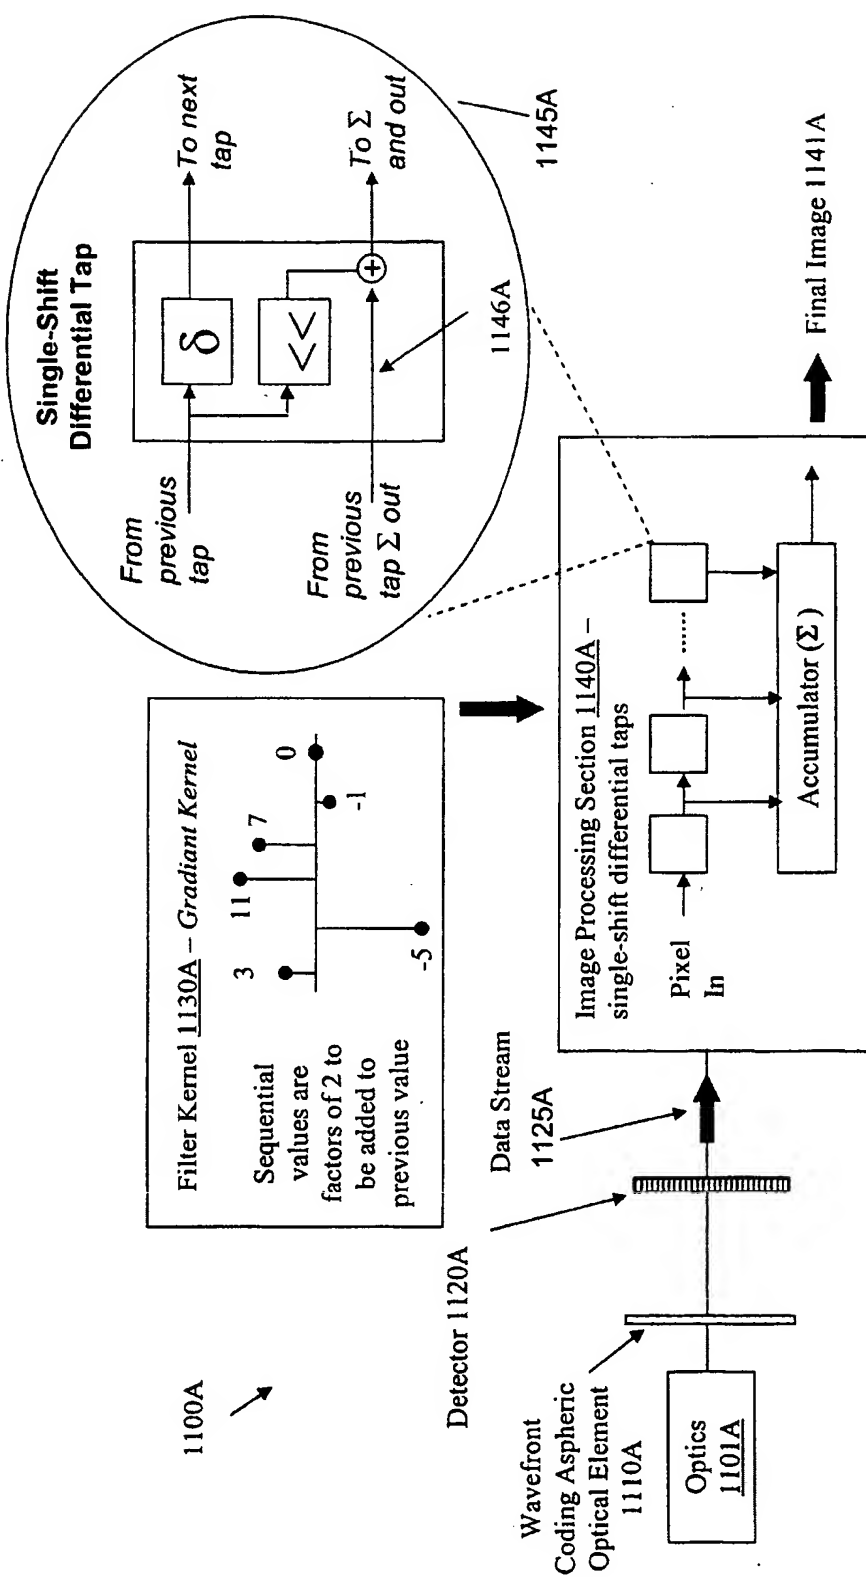 1100A
Filter Kernel 1130A – Gradiant Kernel
Sequential
values are
factors of 2 to
be added to
previous value
3
-5
11
7
-1
0
Single-Shift
Differential Tap
From
previous
tap
δ
To next
tap
<<
From
previous
tap Σ out
+
To Σ
and out
1146A
1145A
Wavefront
Coding Aspheric
Optical Element
1110A
Optics
1101A
Detector 1120A
Data Stream
1125A
Image Processing Section 1140A –
single-shift differential taps
Pixel
In
Accumulator (Σ )
Final Image 1141A